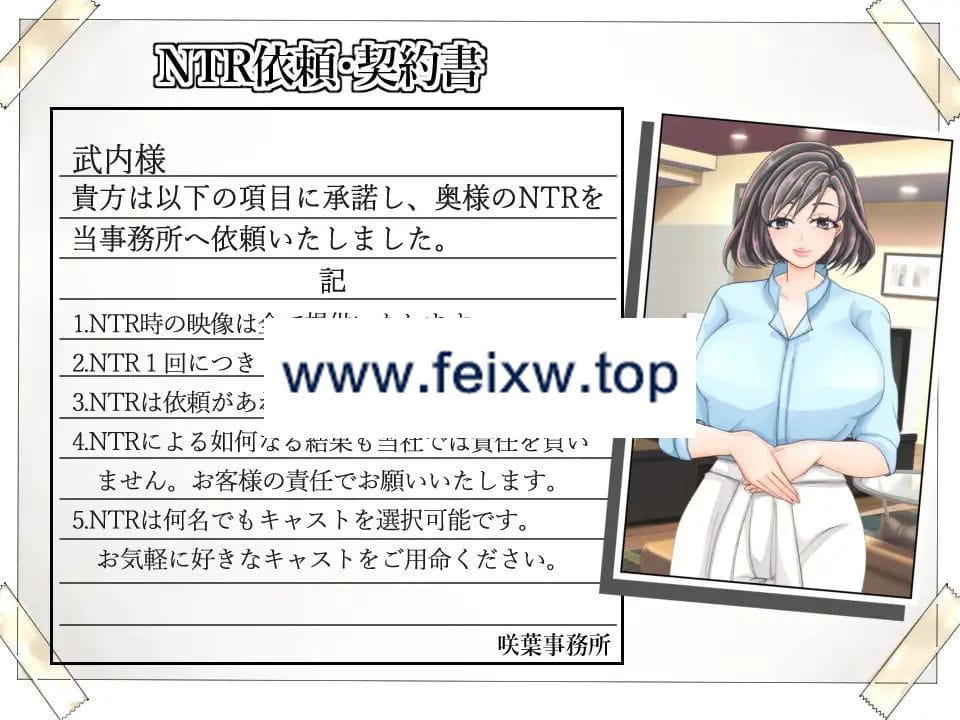 NTR依頼・契約書
武内様
貴方は以下の項目に承諾し、奥様のNTRを
当事務所へ依頼いたしました。
記
1.NTR時の映像は
2.NTR１回につき
3.NTRは依頼があ
www.feixw.top
4.NTRによる如何なる結果も当社では責任を負い
ません。お客様の責任でお願いいたします。
5.NTRは何名でもキャストを選択可能です。
お気軽に好きなキャストをご用命ください。
咲葉事務所